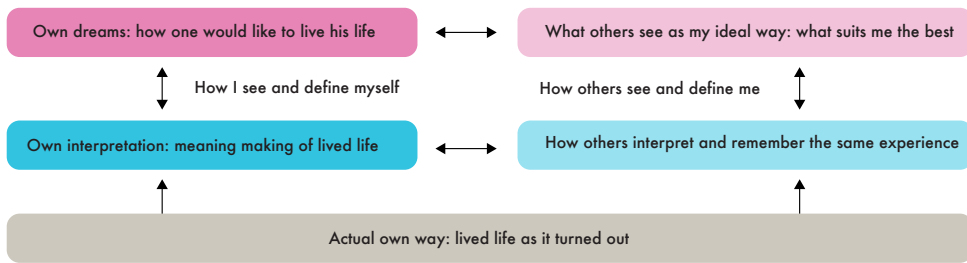 Own dreams: how one would like to live his life
What others see as my ideal way: what suits me the best
How I see and define myself
How others see and define me
Own interpretation: meaning making of lived life
How others interpret and remember the same experience
Actual own way: lived life as it turned out